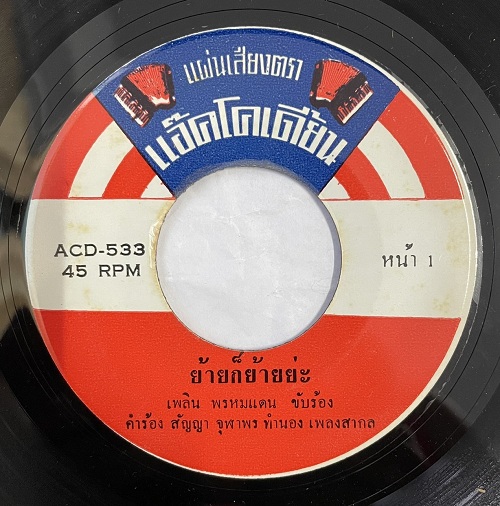 แผ่นเสียงตรา
แอ๊คโคเดียน
ACD-533
45 RPM
หน้า 1
ย้ายก็ย้ายย่ะ
เพลิน พรหมแดน ขับร้อง
คำร้อง สัญญา จุฬาพร ทำนอง เพลงสากล